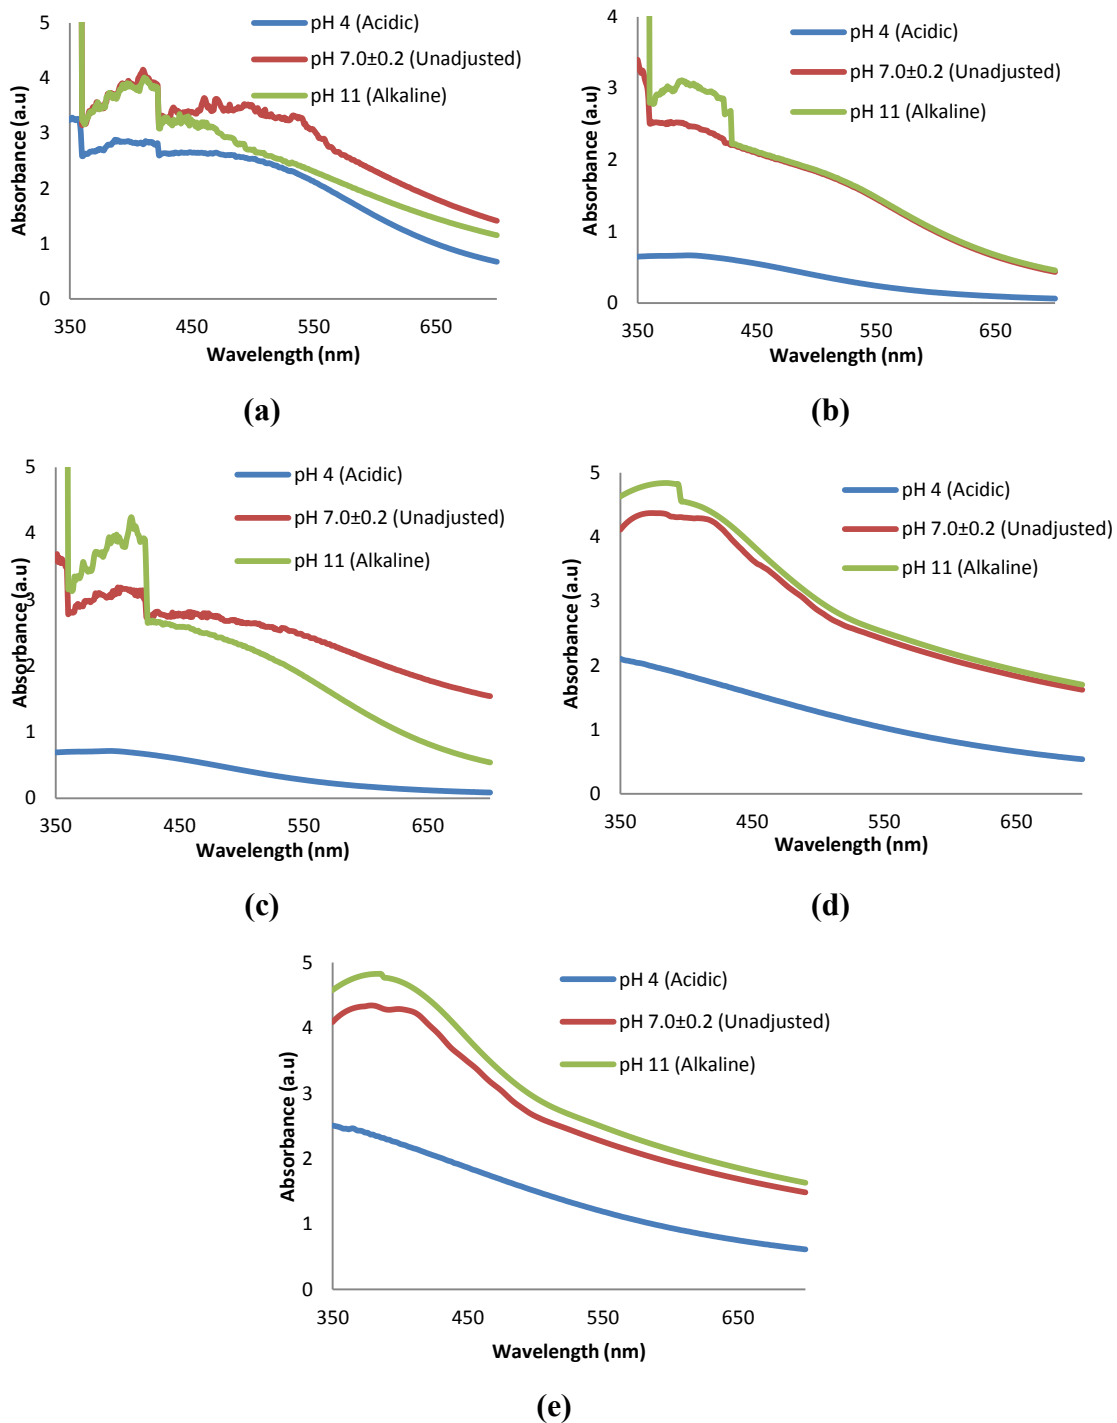 5
4
3
2
1
0
Absorbance (a.u)
350
450
550
650
Wavelength (nm)
pH 4 (Acidic)
pH 7.0±0.2 (Unadjusted)
pH 11 (Alkaline)
(a)
4
3
2
1
0
Absorbance (a.u)
350
450
550
650
Wavelength (nm)
pH 4 (Acidic)
pH 7.0±0.2 (Unadjusted)
pH 11 (Alkaline)
(b)
5
4
3
2
1
0
Absorbance (a.u)
350
450
550
650
Wavelength (nm)
pH 4 (Acidic)
pH 7.0±0.2 (Unadjusted)
pH 11 (Alkaline)
(c)
5
4
3
2
1
0
Absorbance (a.u)
350
450
550
650
Wavelength (nm)
pH 4 (Acidic)
pH 7.0±0.2 (Unadjusted)
pH 11 (Alkaline)
(d)
5
4
3
2
1
0
Absorbance (a.u)
350
450
550
650
Wavelength (nm)
pH 4 (Acidic)
pH 7.0±0.2 (Unadjusted)
pH 11 (Alkaline)
(e)